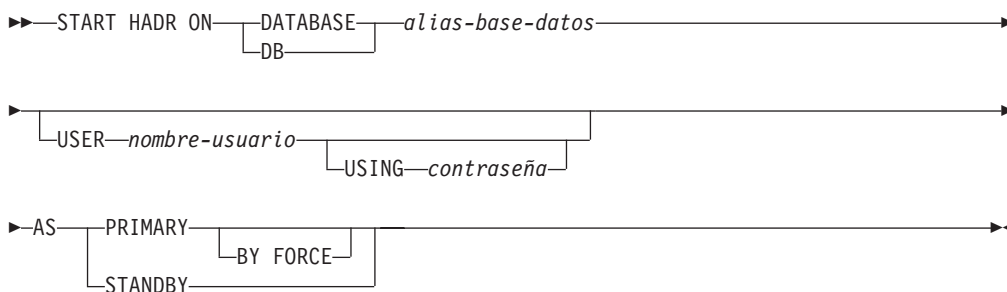 START HADR ON DATABASE alias-base-datos
DB
USER nombre-usuario
USING contraseña
AS PRIMARY
BY FORCE
STANDBY